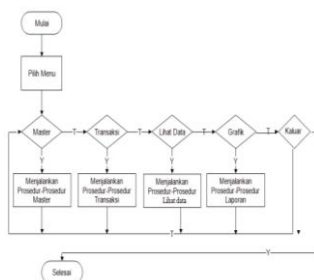 Mulai
Pilih Menu
Master
T
Transaksi
T
Lihat Data
T
Grafik
T
Kaluar
Y
Y
Y
Y
Menjalankan
Prosedur-Prosedur
Master
Menjalankan
Prosedur-Prosedur
Transaksi
Menjalankan
Prosedur-Prosedur
Lihat data
Menjalankan
Prosedur-Prosedur
Laporan
T
Y
Selesai